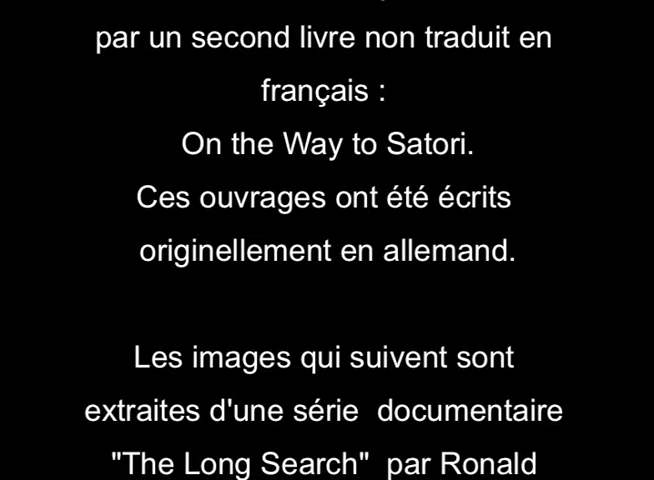 par un second livre non traduit en
français :
On the Way to Satori.
Ces ouvrages ont été écrits
originellement en allemand.
Les images qui suivent sont
extraites d'une série documentaire
"The Long Search" par Ronald